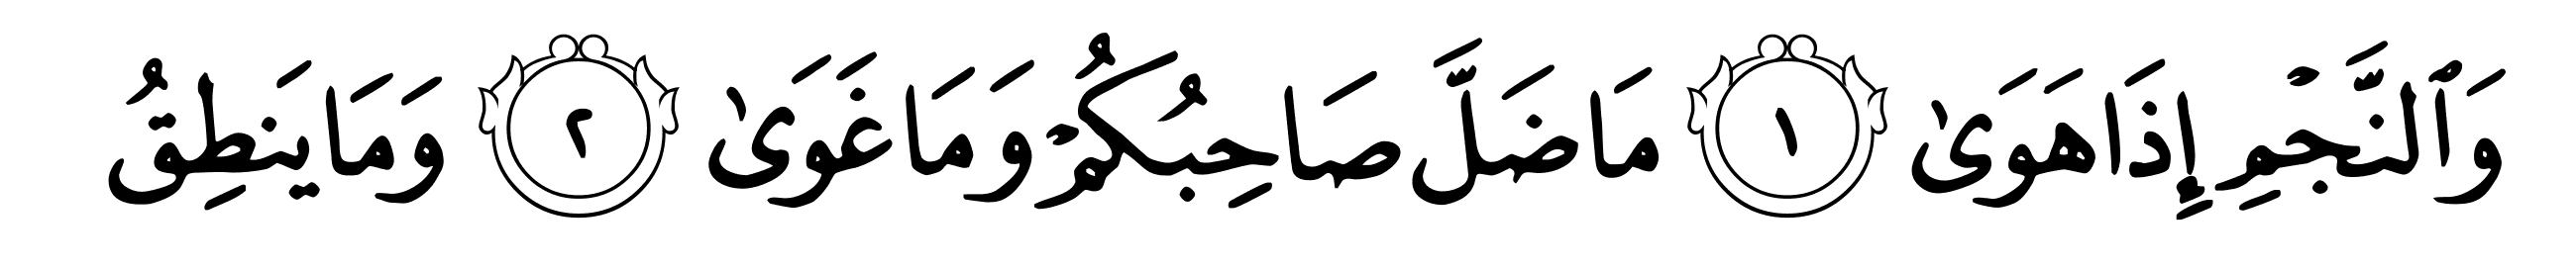 وَٱلنَّجْمِ إِذَا هَوَىٰ ١ مَا ضَلَّ صَاحِبُكُمْ وَمَا غَوَىٰ ٢ وَمَا يَنطِقُ